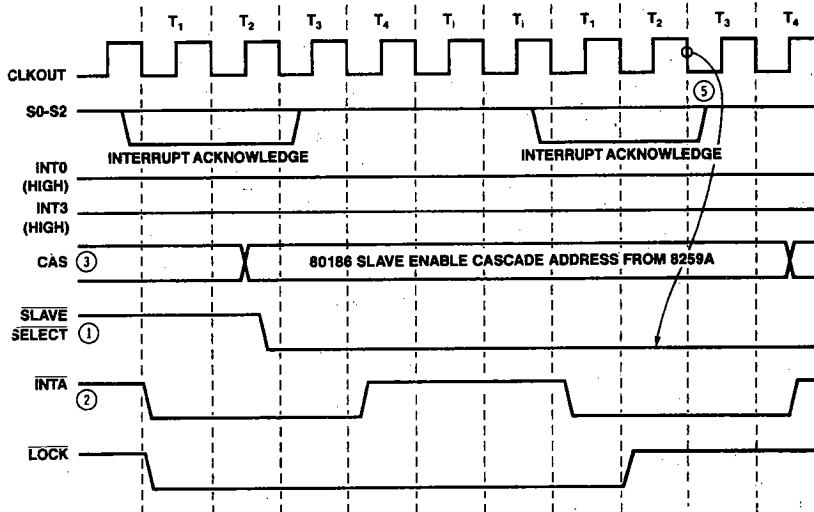 T1 T2 T3 T4 Ti Ti T1 T2 T3 T4
CLKOUT
⑤
S0-S2
INTERRUPT ACKNOWLEDGE INTERRUPT ACKNOWLEDGE
INT0
(HIGH)
INT3
(HIGH)
CAS ③ 80186 SLAVE ENABLE CASCADE ADDRESS FROM 8259A
SLAVE
SELECT ①
INTA
②
LOCK